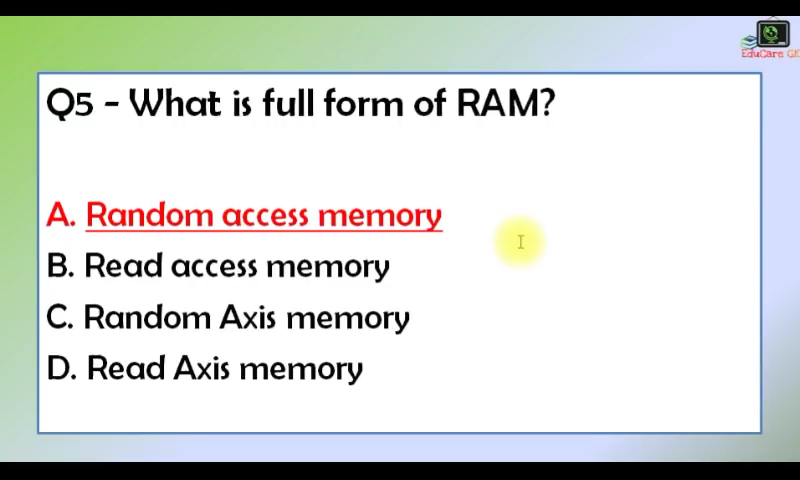 EduCare
Q5 - What is full form of RAM?
A. Random access memory
B. Read access memory
C. Random Axis memory
D. Read Axis memory